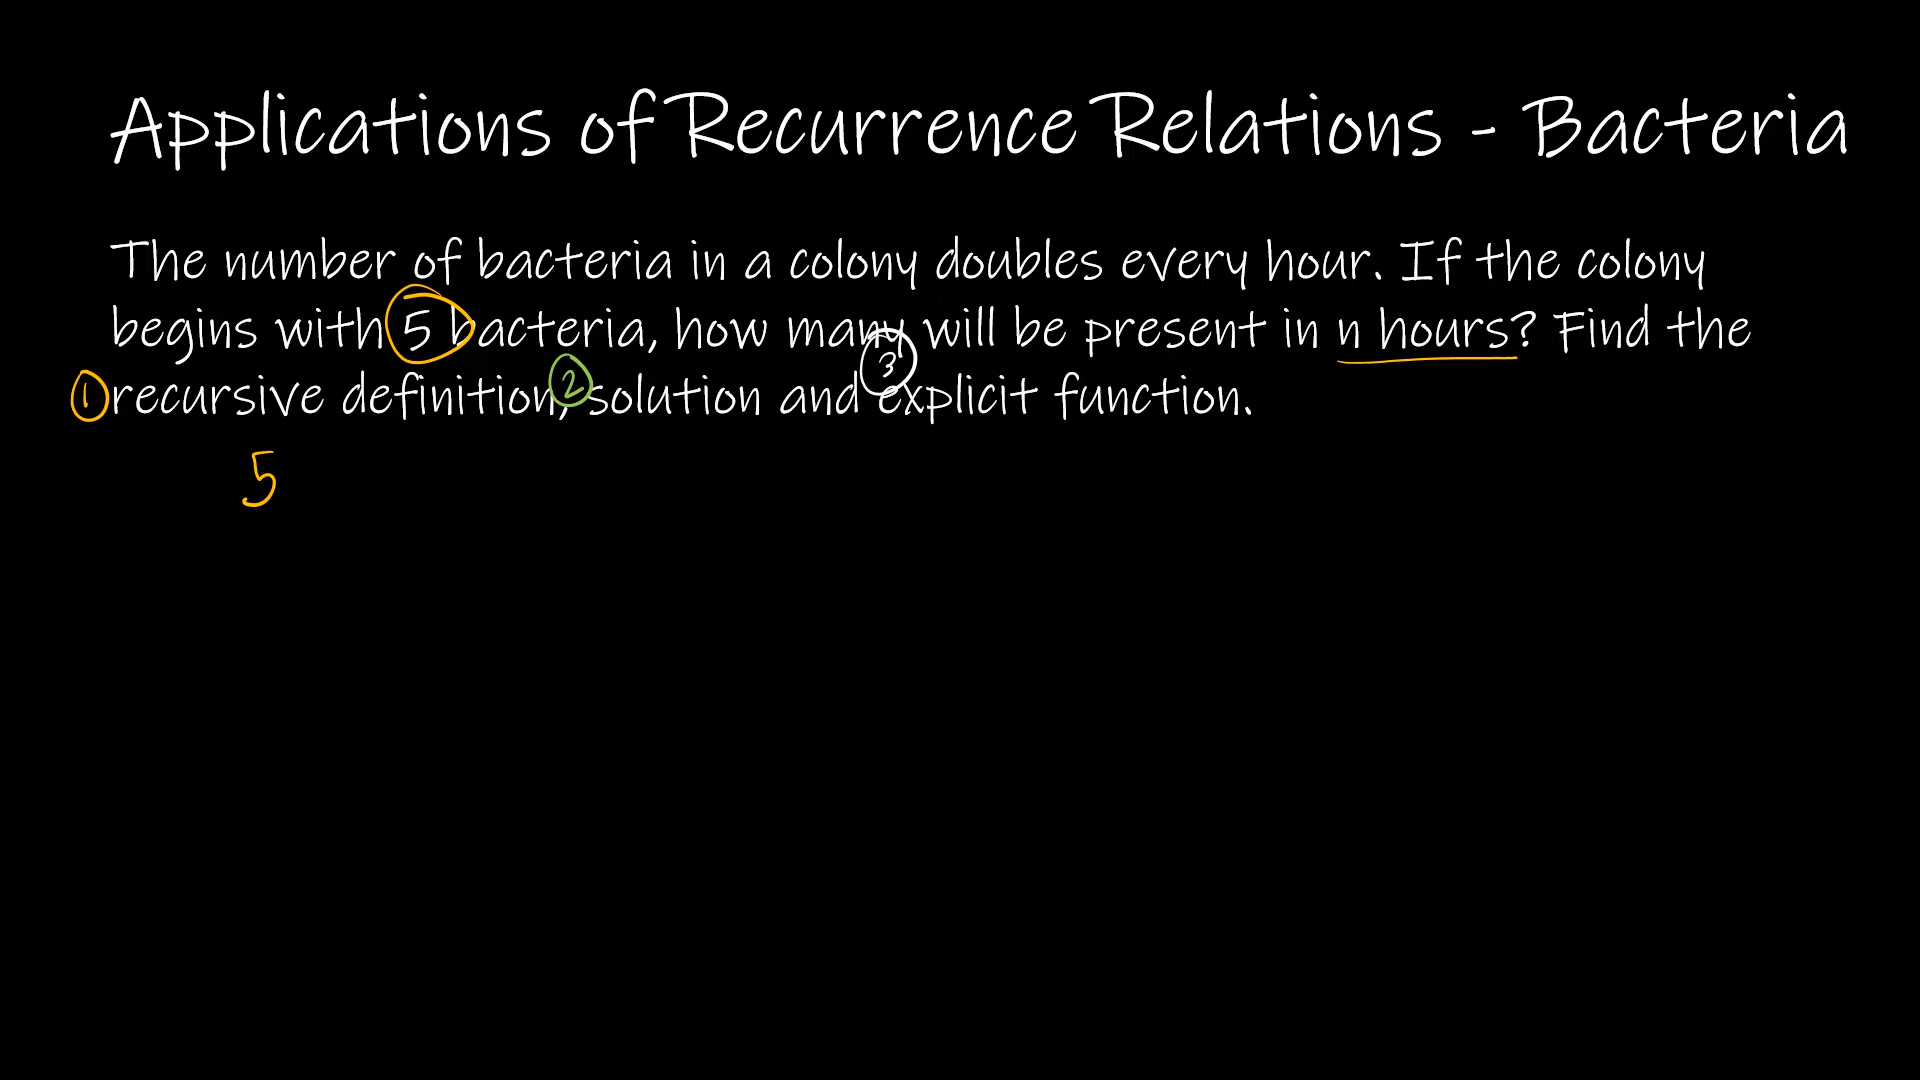 Applications of Recurrence Relations - Bacteria
The number of bacteria in a colony doubles every hour. If the colony
begins with 5 bacteria, how many will be present in n hours? Find the
1 recursive definition, 2 solution and 3 explicit function.
5